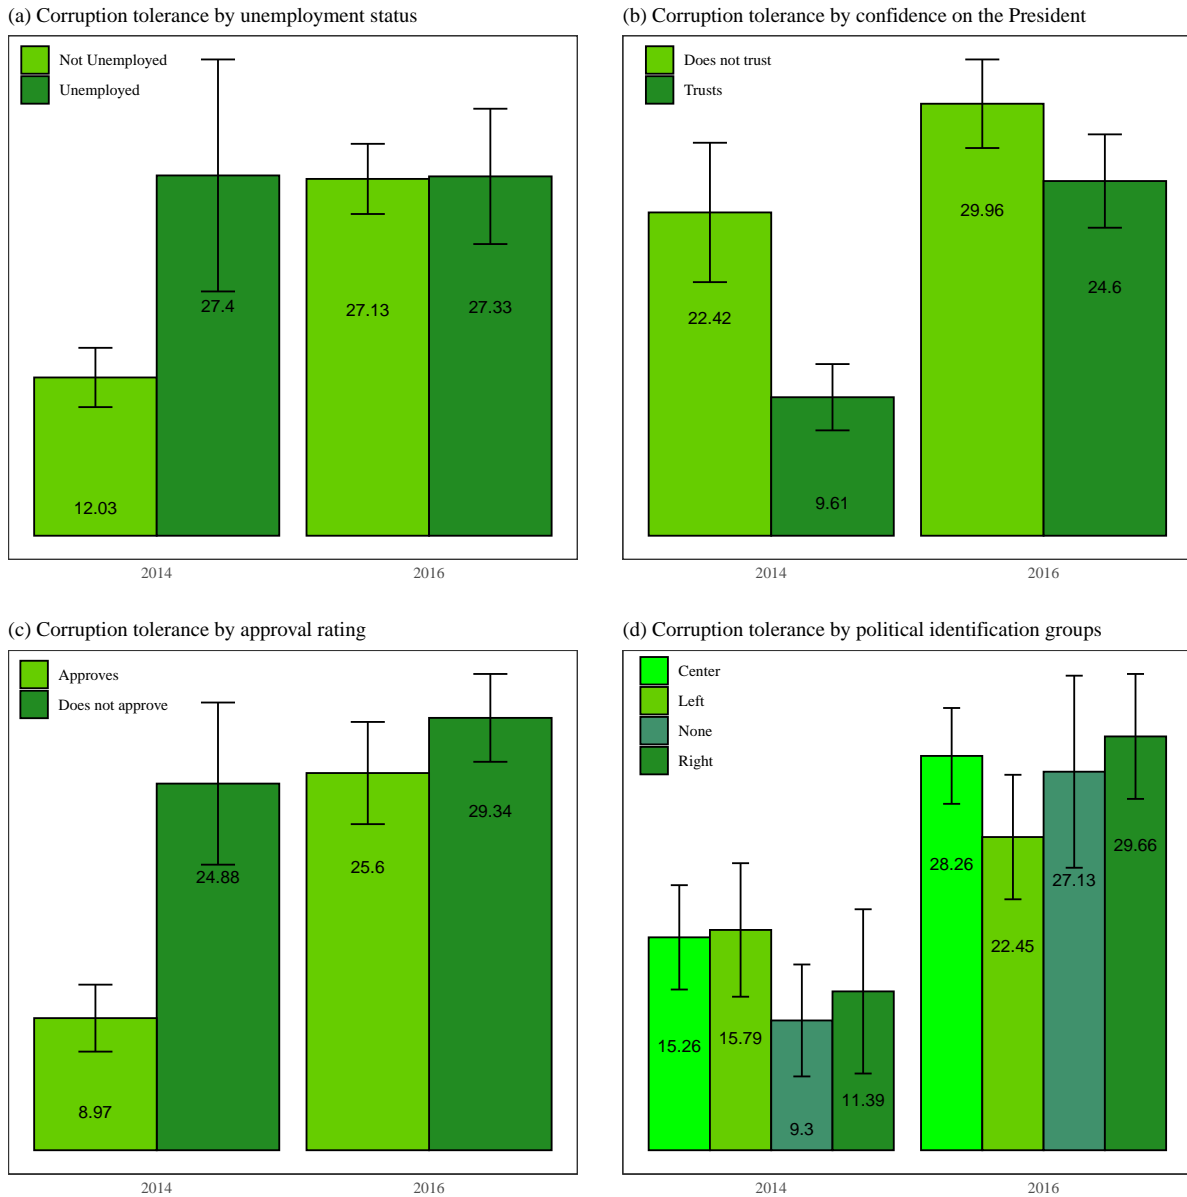 (a) Corruption tolerance by unemployment status
Not Unemployed
Unemployed
12.03
27.4
27.13
27.33
2014
2016
(b) Corruption tolerance by confidence on the President
Does not trust
Trusts
22.42
9.61
29.96
24.6
2014
2016
(c) Corruption tolerance by approval rating
Approves
Does not approve
8.97
24.88
25.6
29.34
2014
2016
(d) Corruption tolerance by political identification groups
Center
Left
None
Right
15.26
15.79
9.3
11.39
28.26
22.45
27.13
29.66
2014
2016